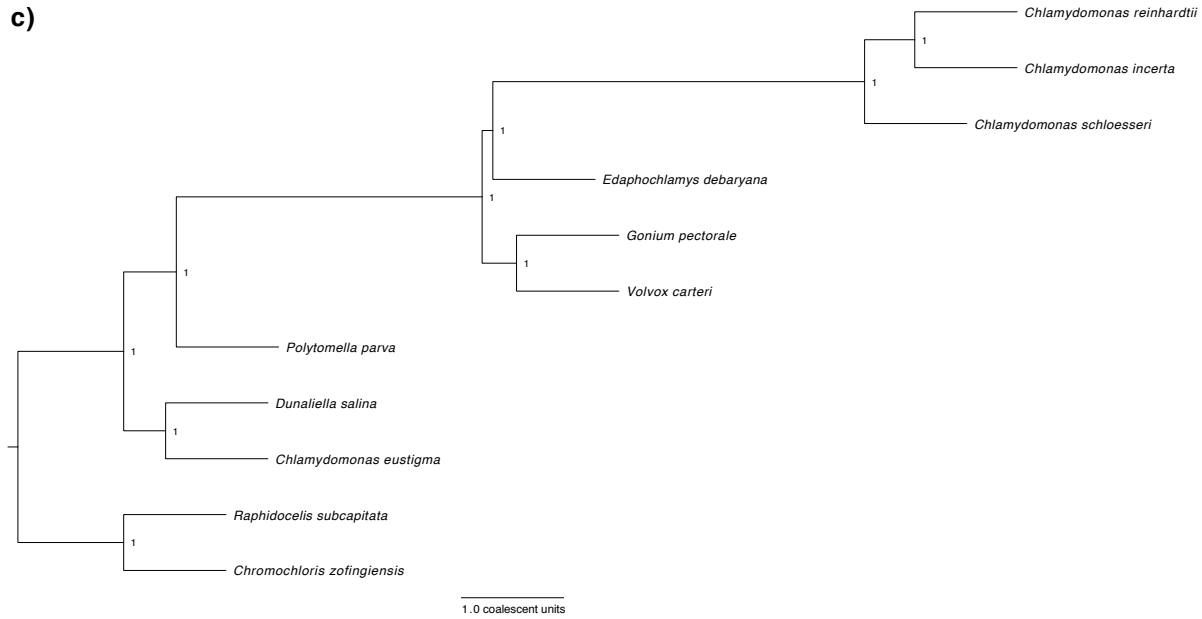 c)
Chlamydomonas reinhardtii
1
Chlamydomonas incerta
1
Chlamydomonas schloesseri
1
Edaphochlamys debaryana
1
Gonium pectorale
1
Volvox carteri
1
Polytomella parva
1
Dunaliella salina
1
Chlamydomonas eustigma
Raphidocelis subcapitata
1
Chromochloris zofingiensis
1.0 coalescent units